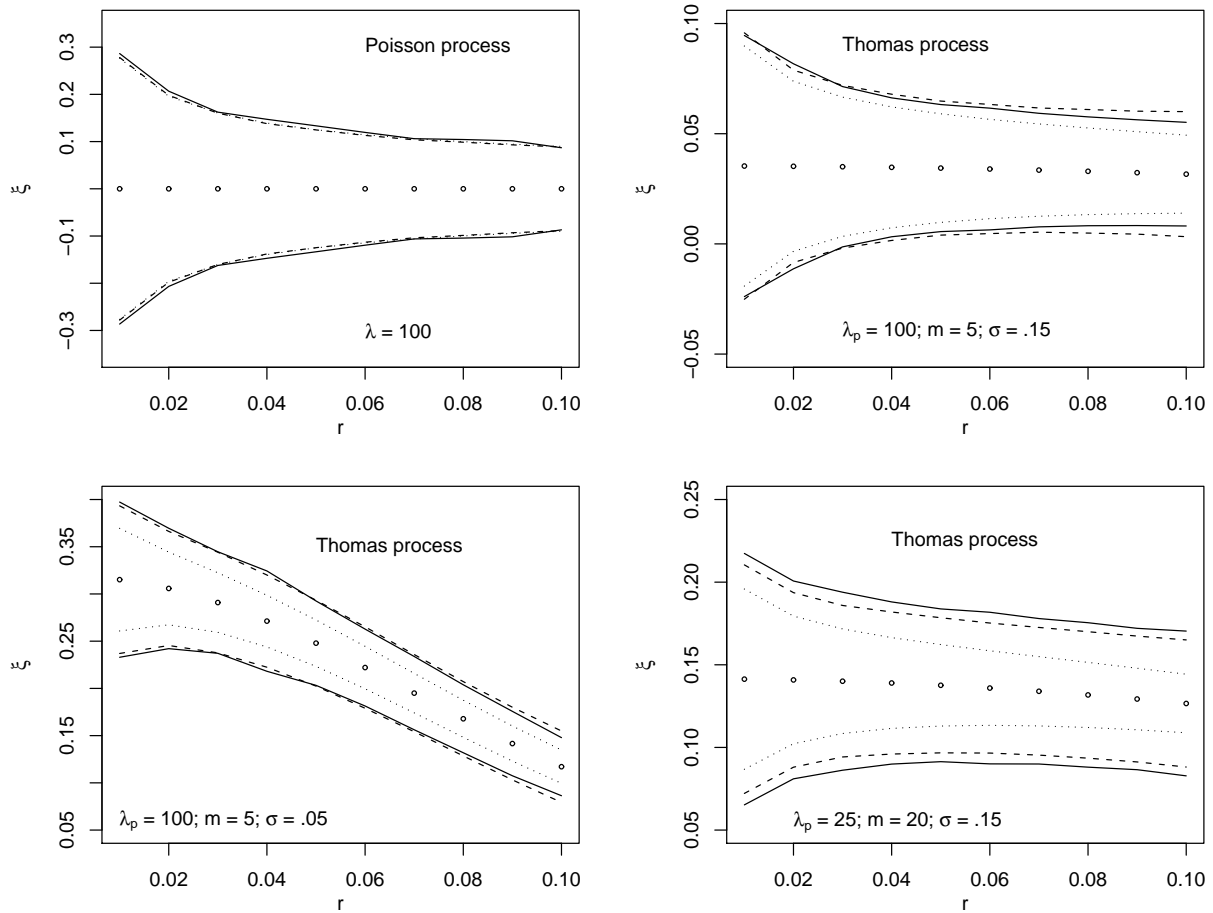 Poisson process
ξ
0.3
0.1
−0.1
−0.3
λ = 100
0.02 0.04 0.06 0.08 0.10
r
Thomas process
ξ
0.10
0.05
0.00
−0.05
λp = 100; m = 5; σ = .15
0.02 0.04 0.06 0.08 0.10
r
Thomas process
ξ
0.35
0.25
0.15
0.05
λp = 100; m = 5; σ = .05
0.02 0.04 0.06 0.08 0.10
r
Thomas process
ξ
0.25
0.20
0.15
0.10
0.05
λp = 25; m = 20; σ = .15
0.02 0.04 0.06 0.08 0.10
r